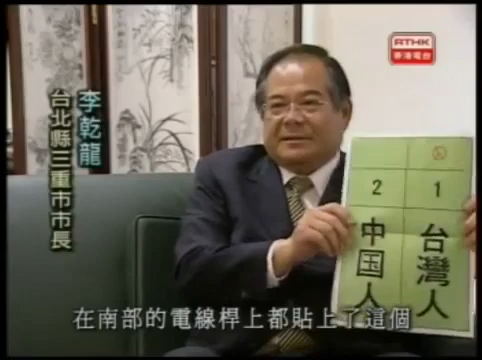 RTHK
香港電台
李乾龍
台北縣三重市市長
1
台灣人
2
中国人
在南部的電線桿上都貼上了這個